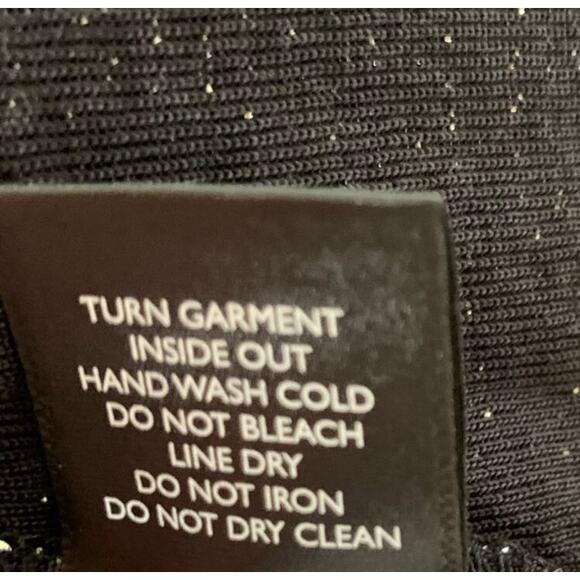 TURN GARMENT
INSIDE OUT
HAND WASH COLD
DO NOT BLEACH
LINE DRY
DO NOT IRON
DO NOT DRY CLEAN